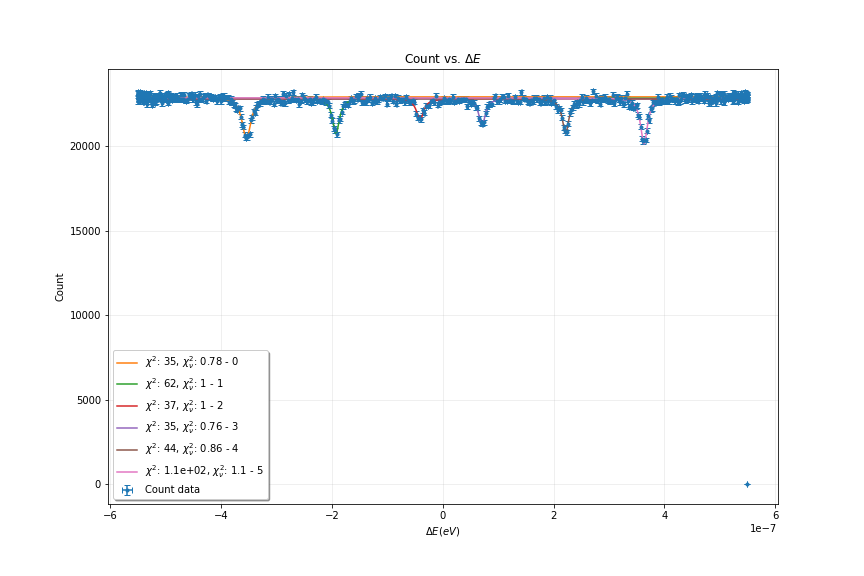 Count vs. ΔE
Count
20000
15000
10000
5000
0
χ²: 35, χ²ᵥ: 0.78 - 0
χ²: 62, χ²ᵥ: 1 - 1
χ²: 37, χ²ᵥ: 1 - 2
χ²: 35, χ²ᵥ: 0.76 - 3
χ²: 44, χ²ᵥ: 0.86 - 4
χ²: 1.1e+02, χ²ᵥ: 1.1 - 5
Count data
−6 −4 −2 0 2 4 6
1e−7
ΔE(eV)